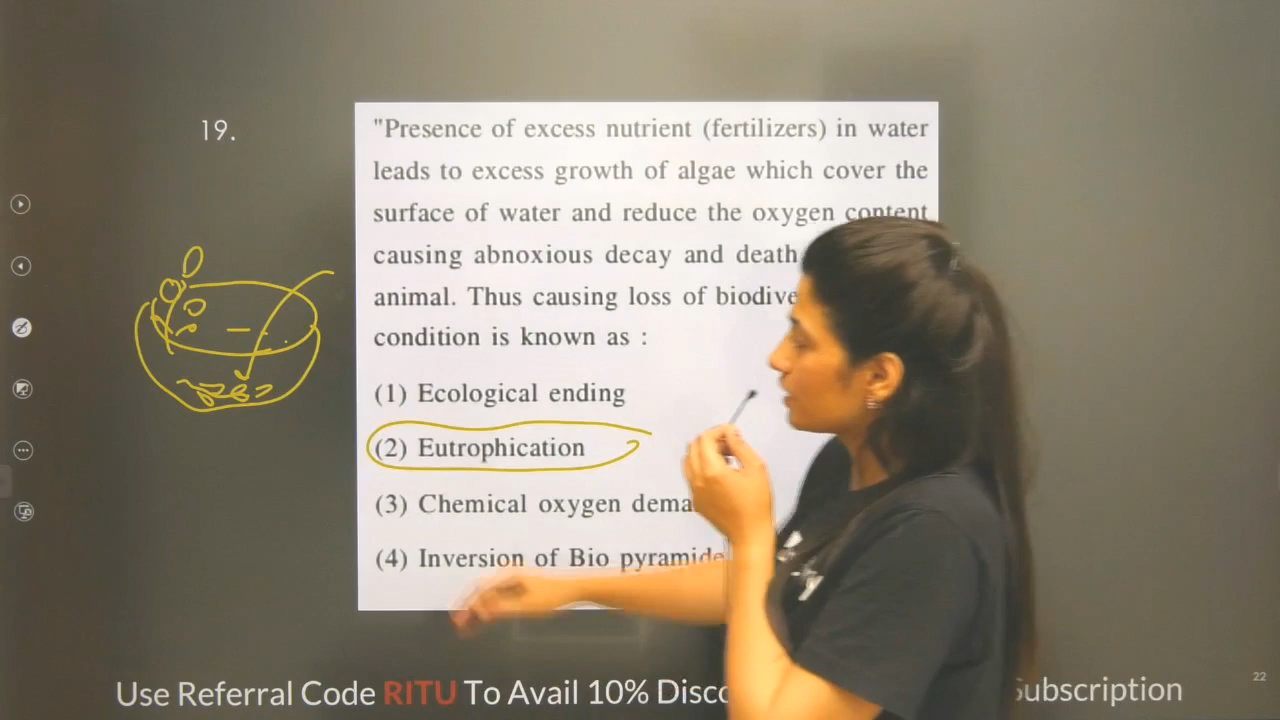 19.
"Presence of excess nutrient (fertilizers) in water
leads to excess growth of algae which cover the
surface of water and reduce the oxygen content
causing abnoxious decay and death
animal. Thus causing loss of
condition is known as :
(1) Ecological ending
(2) Eutrophication
(3) Chemical oxygen
(4) Inversion of Bio pyramide
Use Referral Code RITU To Avail 10% Subscription
22